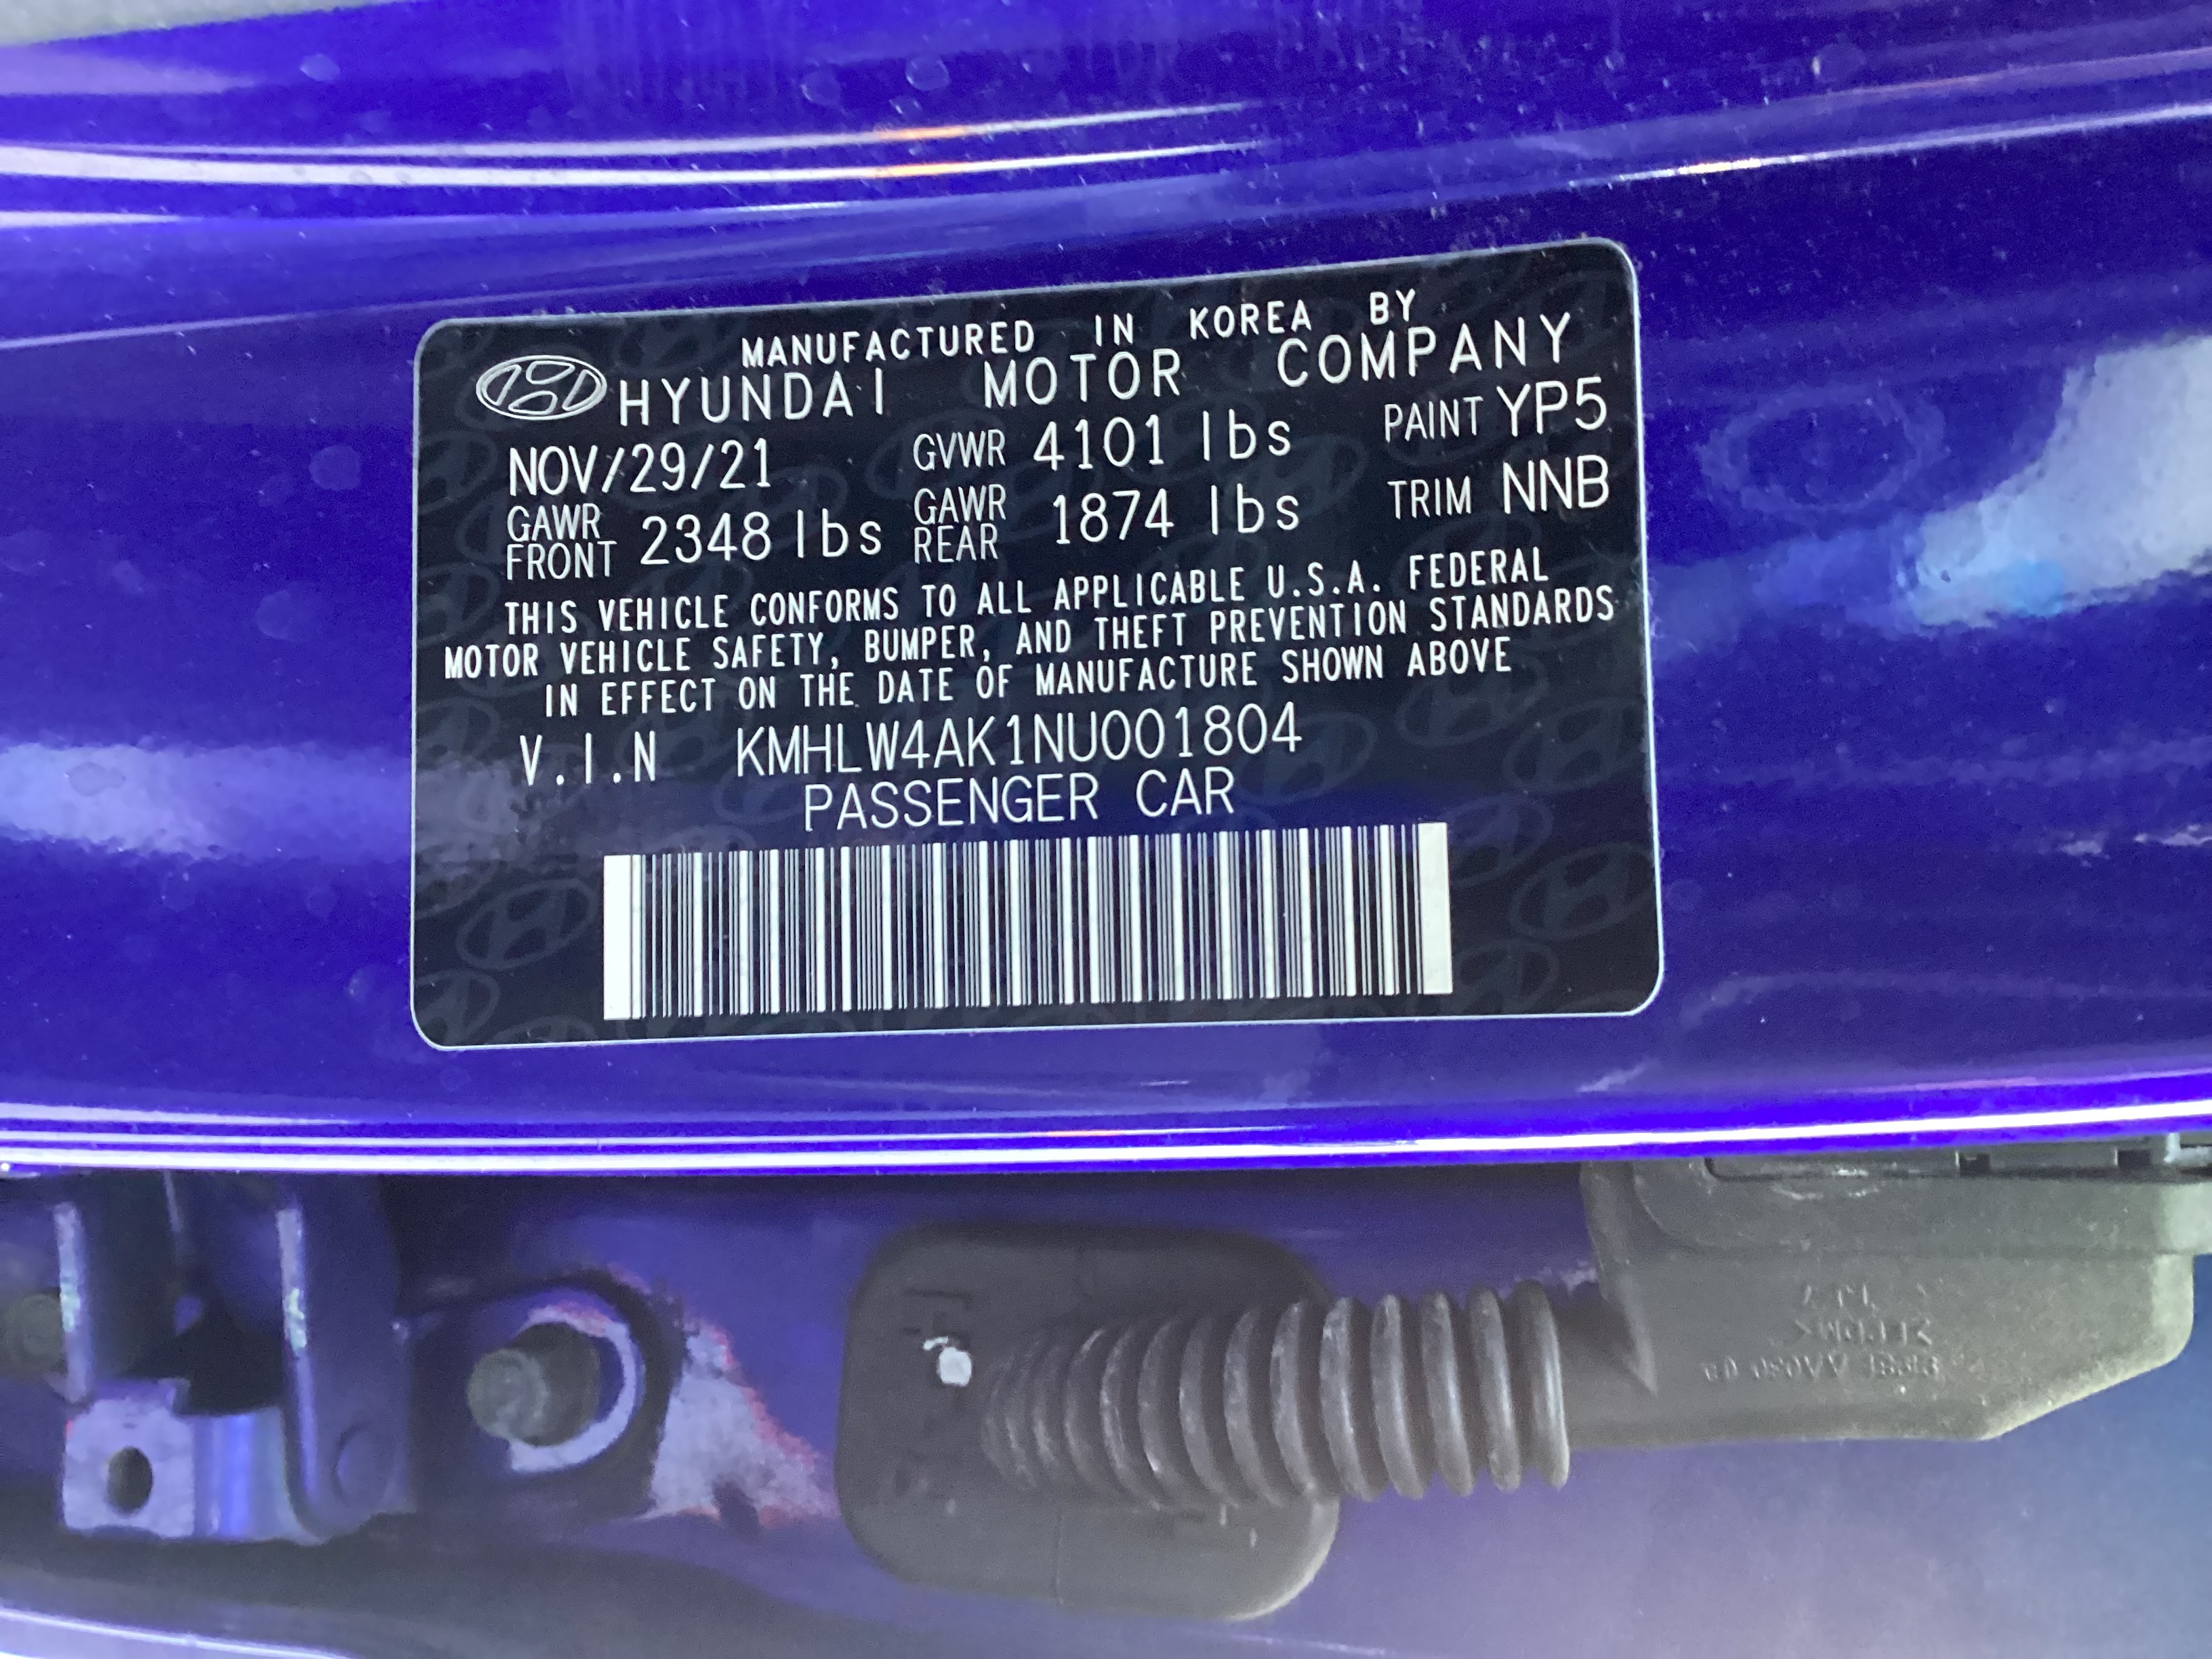 MANUFACTURED IN KOREA BY
HYUNDAI MOTOR COMPANY
NOV/29/21 GVWR 4101 lbs PAINT YP5
GAWR FRONT 2348 lbs GAWR REAR 1874 lbs TRIM NNB
THIS VEHICLE CONFORMS TO ALL APPLICABLE U.S.A. FEDERAL
MOTOR VEHICLE SAFETY, BUMPER, AND THEFT PREVENTION STANDARDS
IN EFFECT ON THE DATE OF MANUFACTURE SHOWN ABOVE
V.I.N KMHLW4AK1NU001804
PASSENGER CAR